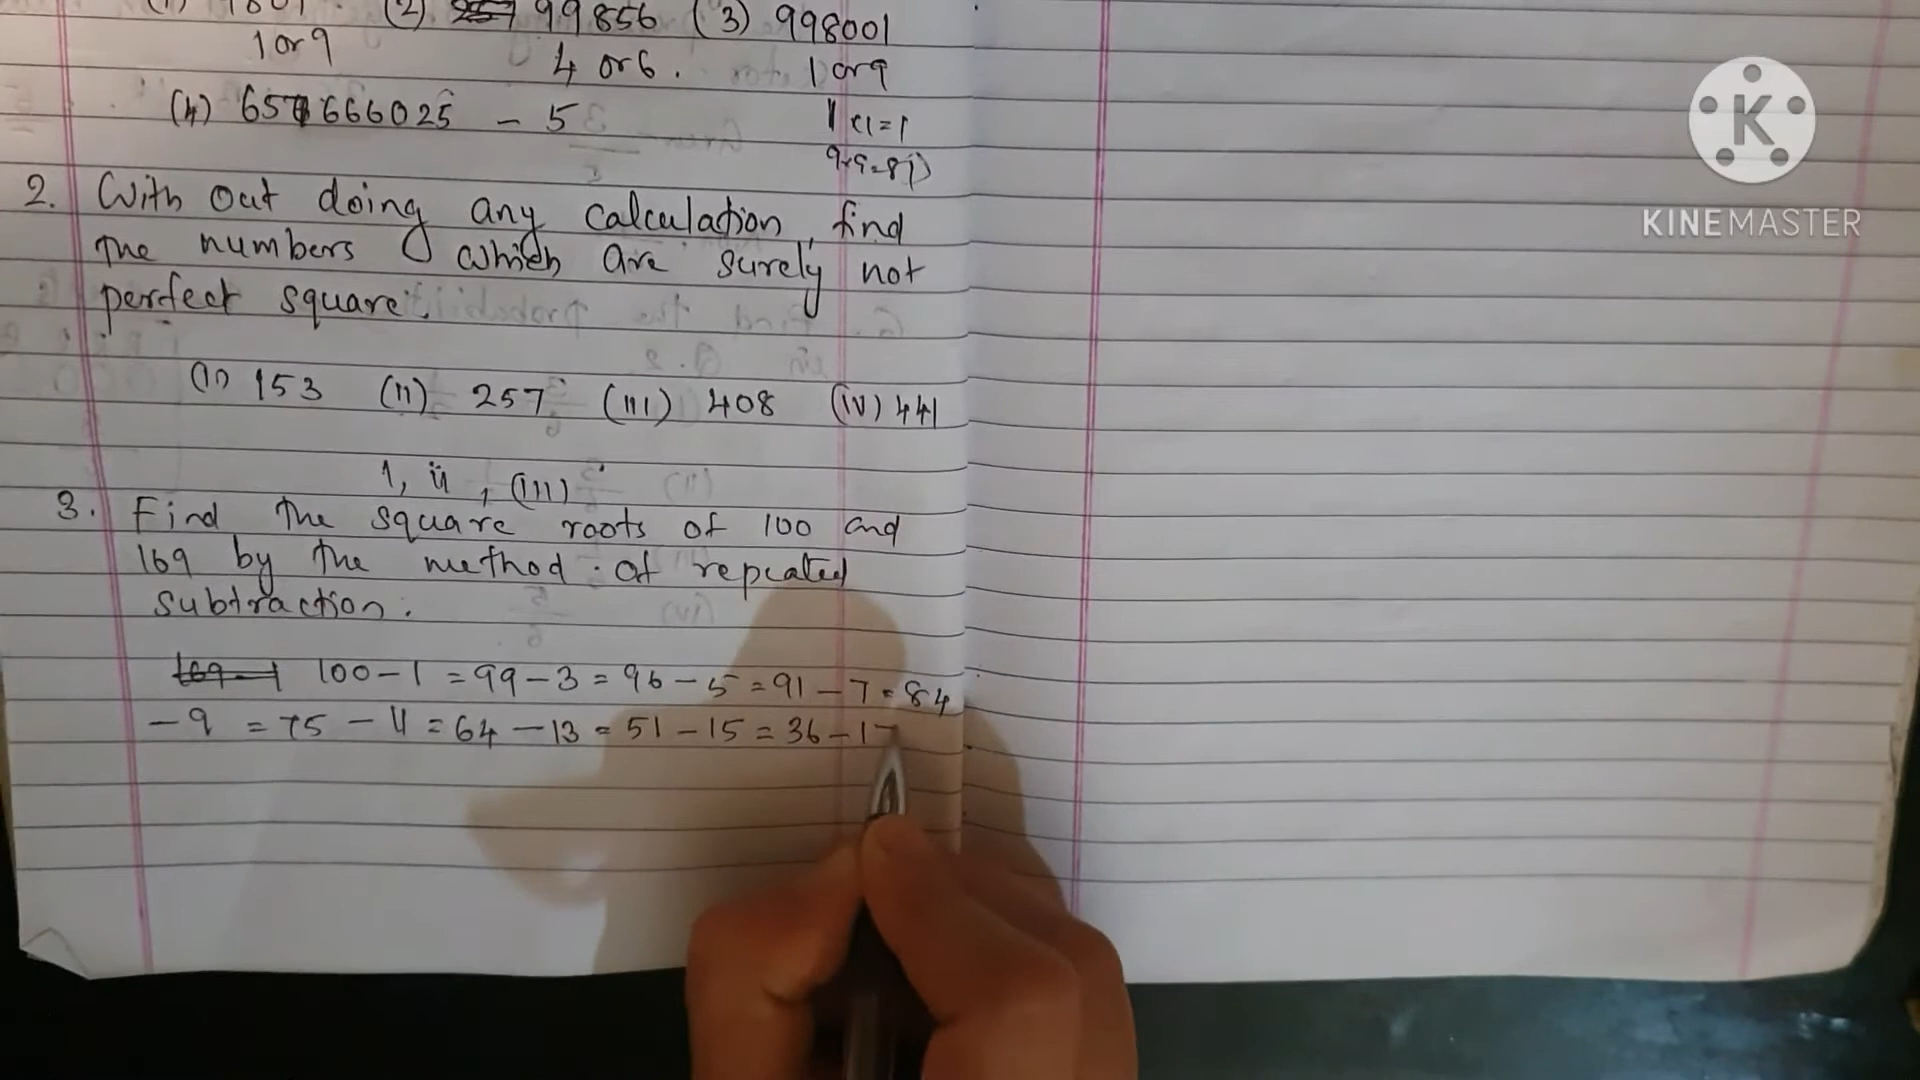 (2) 99856 (3) 998001
1 or 9 4 or 6. 1 or 9
(4) 657666025 - 5 1×1=1
9×9=81)
2. With out doing any calculation, find
the numbers which are surely not
perfect square.
(i) 153 (ii) 257 (iii) 408 (iv) 441
i, ii, (iii)
3. Find the square roots of 100 and
169 by the method of repeated
subtraction.
100 - 1 = 99 - 3 = 96 - 5 = 91 - 7 = 84
- 9 = 75 - 11 = 64 - 13 = 51 - 15 = 36 - 17
K
KINEMASTER